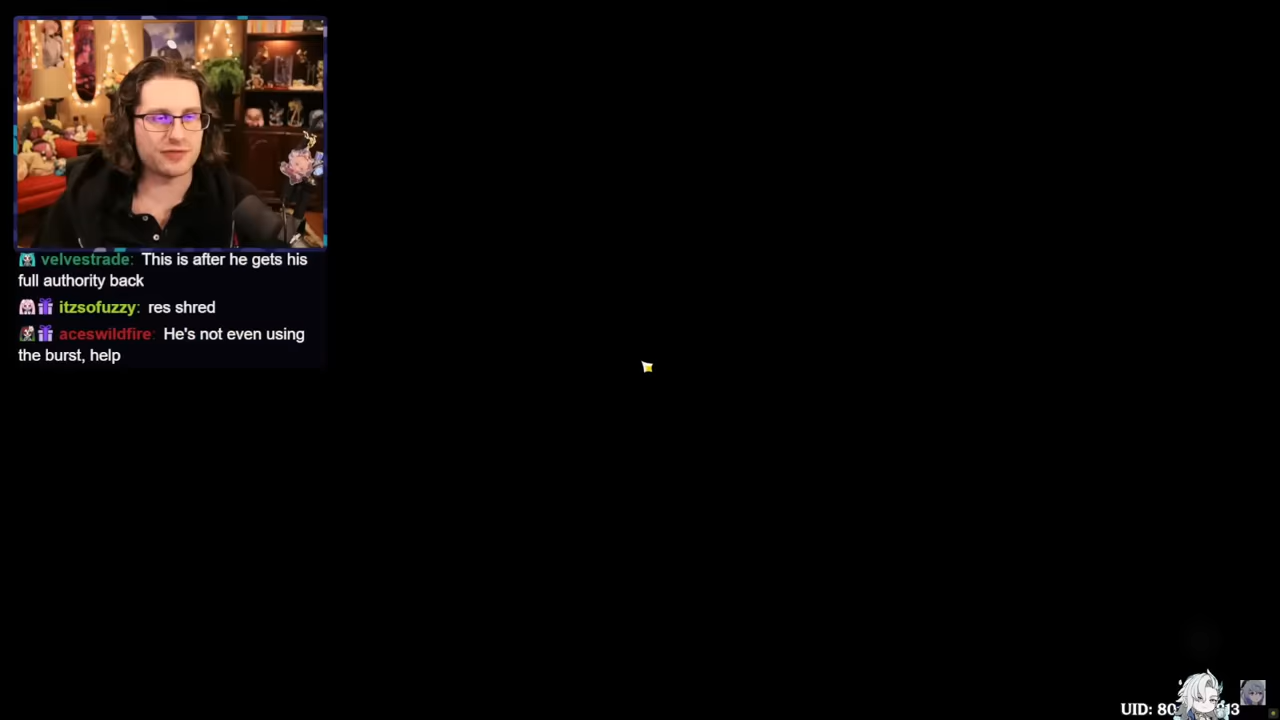 velvestrade: This is after he gets his
full authority back
itzsofuzzy: res shred
aceswildfire: He's not even using
the burst, help
UID: 80 13